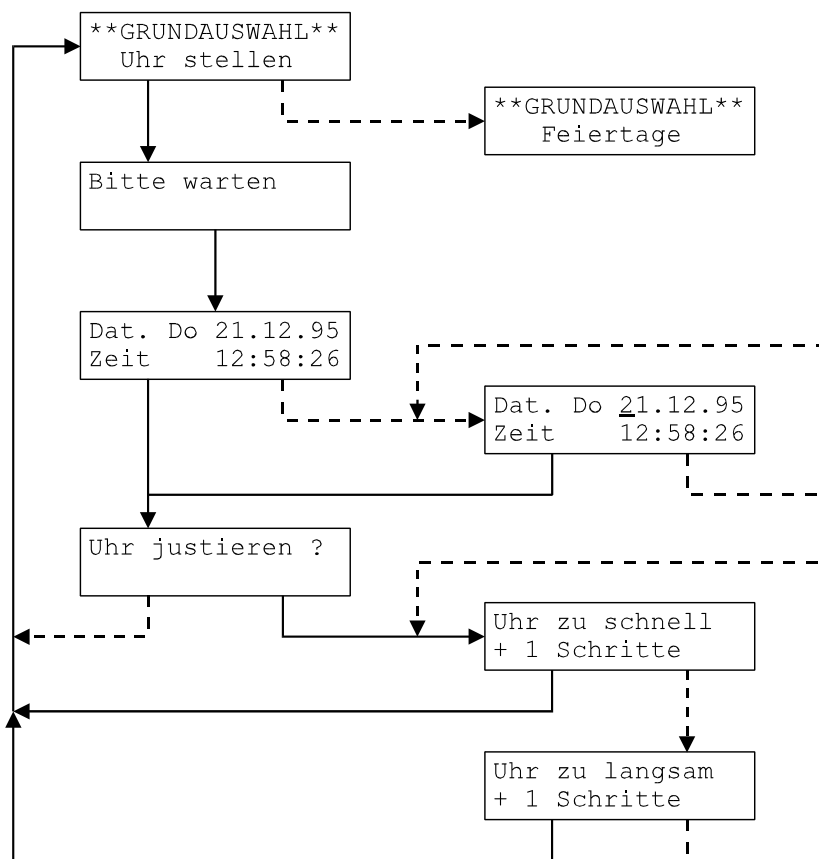 **GRUNDAUSWAHL**
Uhr stellen
**GRUNDAUSWAHL**
Feiertage
Bitte warten
Dat. Do 21.12.95
Zeit 12:58:26
Dat. Do 21.12.95
Zeit 12:58:26
Uhr justieren ?
Uhr zu schnell
+ 1 Schritte
Uhr zu langsam
+ 1 Schritte